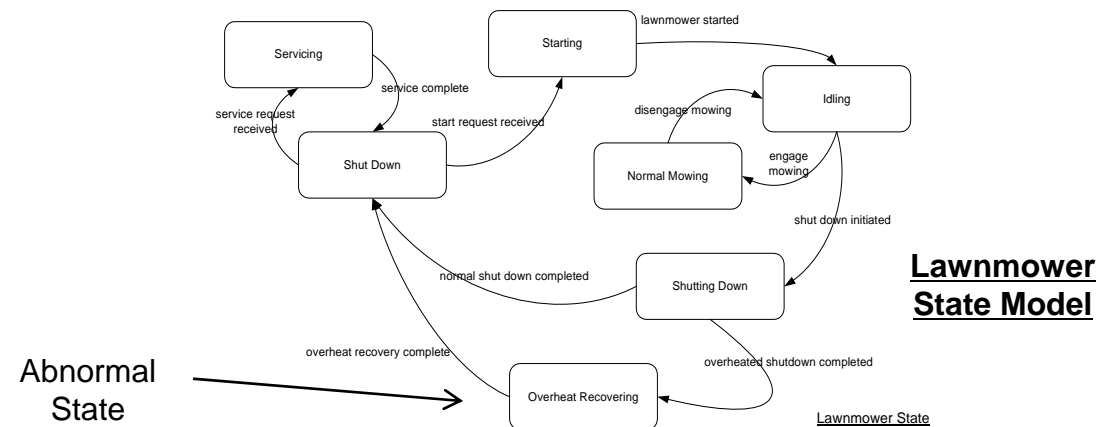 lawnmower started
Servicing
Starting
service complete
Idling
disengage mowing
service request
received
start request received
engage
mowing
Shut Down
Normal Mowing
shut down initiated
Lawnmower
State Model
normal shut down completed
Shutting Down
overheat recovery complete
overheated shutdown completed
Abnormal
State
Overheat Recovering
Lawnmower State